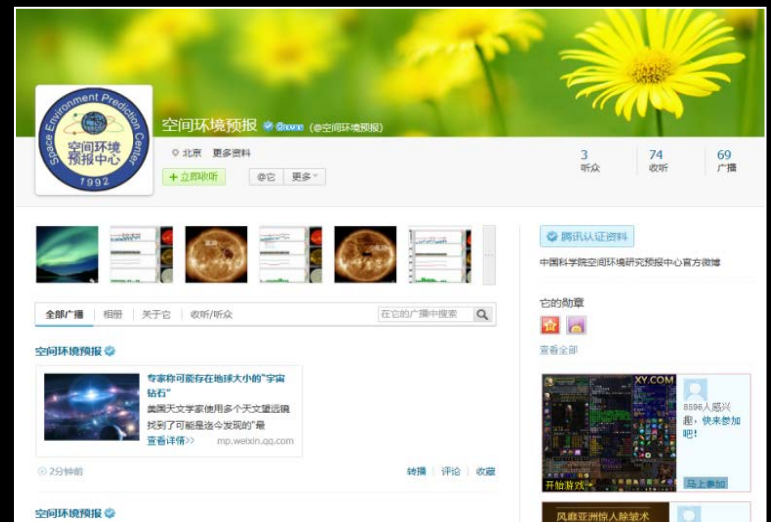 Space Environment Prediction Center
空间环境
预报中心
1992
空间环境预报 (@空间环境预报)
北京 更多资料
+ 立即收听 @它 更多
3 74 69
听众 收听 广播
腾讯认证资料
中国科学院空间环境研究预报中心官方微博
全部广播 相册 关于它 收听/听众 在它的广播中搜索
它的勋章
查看全部
空间环境预报
专家称可能存在地球大小的"宇宙
钻石"
美国天文学家使用多个天文望远镜
找到了可能是迄今发现的"最
查看详情>> mp.weixin.qq.com
2分钟前 转播 评论 收藏
XY.COM
8596人感兴
趣,快来参加
吧!
开始游戏 马上参加
空间环境预报
风靡亚洲惊人除皱术